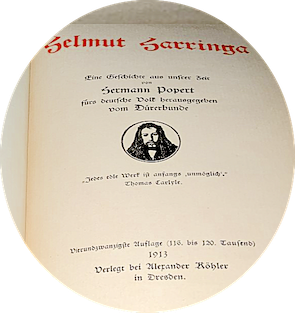 Helmut Harringa
Eine Geschichte aus unsrer Zeit
von
Hermann Popert
fürs deutsche Volk herausgegeben
vom Dürerbunde
„Jedes edle Werk ist anfangs ‚unmöglich‘.“
Thomas Carlyle.
Vierundzwanzigste Auflage (116. bis 120. Tausend)
1913
Verlegt bei Alexander Köhler
in Dresden.